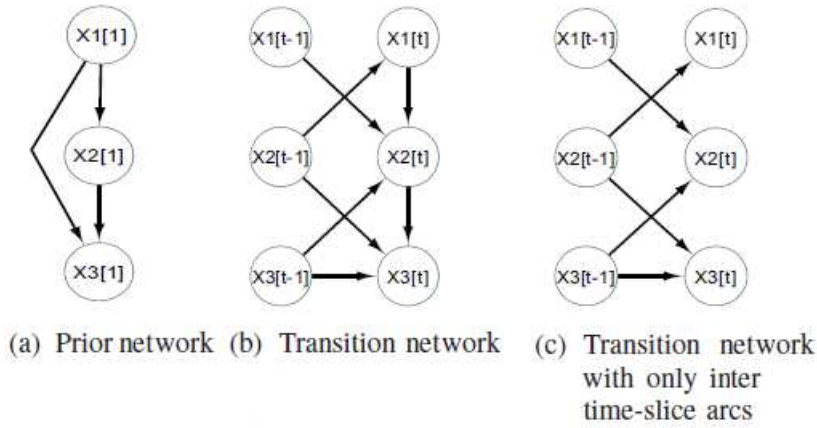 X1[1]
X2[1]
X3[1]
(a) Prior network
X1[t-1]
X1[t]
X2[t-1]
X2[t]
X3[t-1]
X3[t]
(b) Transition network
X1[t-1]
X1[t]
X2[t-1]
X2[t]
X3[t-1]
X3[t]
(c) Transition network
with only inter
time-slice arcs